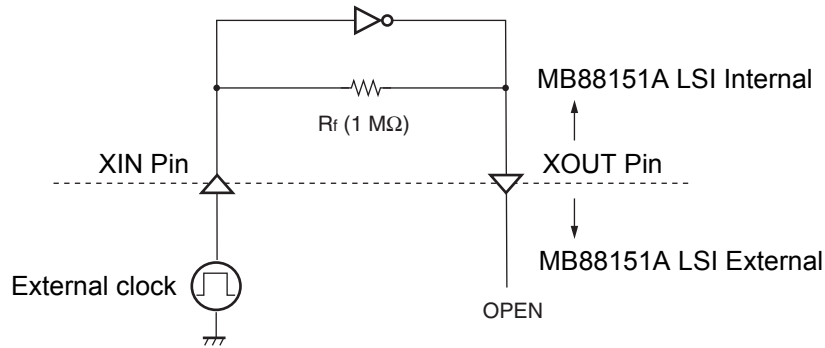 MB88151A LSI Internal
Rf (1 MΩ)
XIN Pin
XOUT Pin
MB88151A LSI External
External clock
OPEN